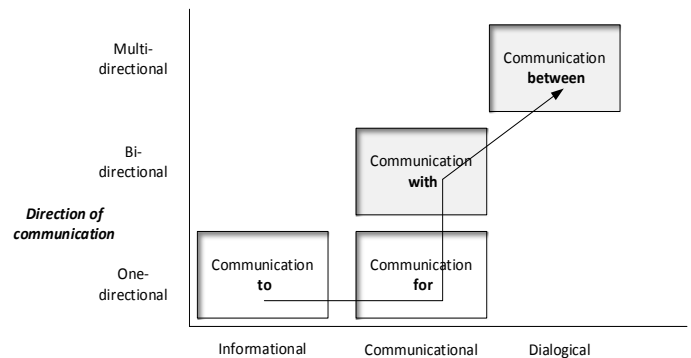 Multi-
directional
Communication
between
Bi-
directional
Communication
with
Direction of
communication
One-
directional
Communication
to
Communication
for
Informational
Communicational
Dialogical